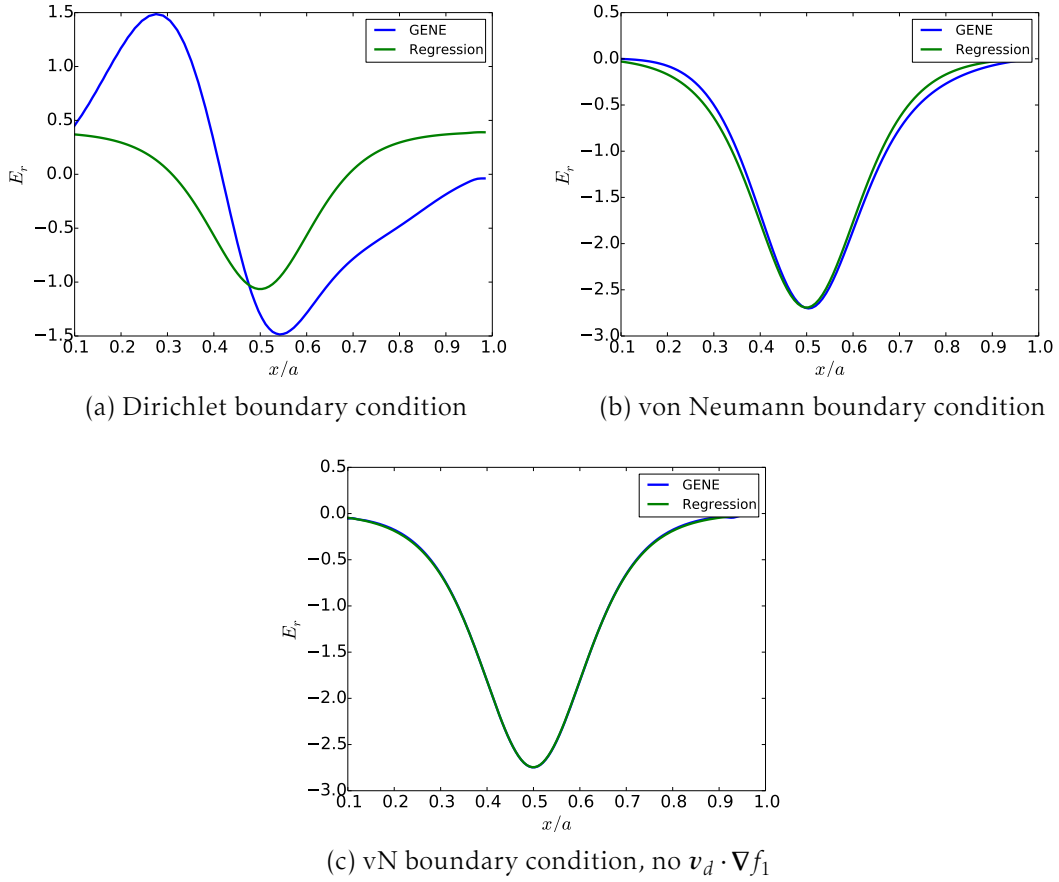 GENE
Regression
1.5
1.0
0.5
0.0
−0.5
−1.0
−1.5
E_r
0.1 0.2 0.3 0.4 0.5 0.6 0.7 0.8 0.9 1.0
x/a
(a) Dirichlet boundary condition
GENE
Regression
0.5
0.0
−0.5
−1.0
−1.5
−2.0
−2.5
−3.0
E_r
0.1 0.2 0.3 0.4 0.5 0.6 0.7 0.8 0.9 1.0
x/a
(b) von Neumann boundary condition
GENE
Regression
0.5
0.0
−0.5
−1.0
−1.5
−2.0
−2.5
−3.0
E_r
0.1 0.2 0.3 0.4 0.5 0.6 0.7 0.8 0.9 1.0
x/a
(c) vN boundary condition, no v_d · ∇f_1